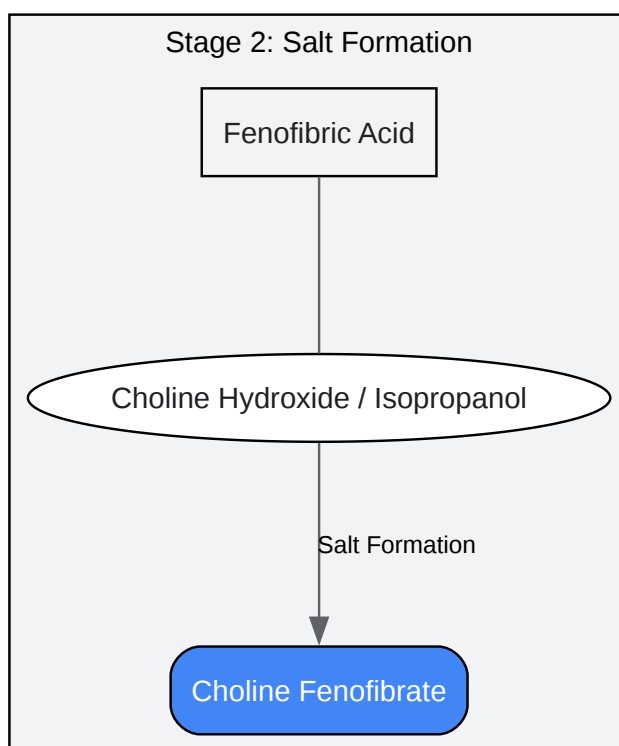 Stage 2: Salt Formation
Fenofibric Acid
Choline Hydroxide / Isopropanol
Salt Formation
Choline Fenofibrate